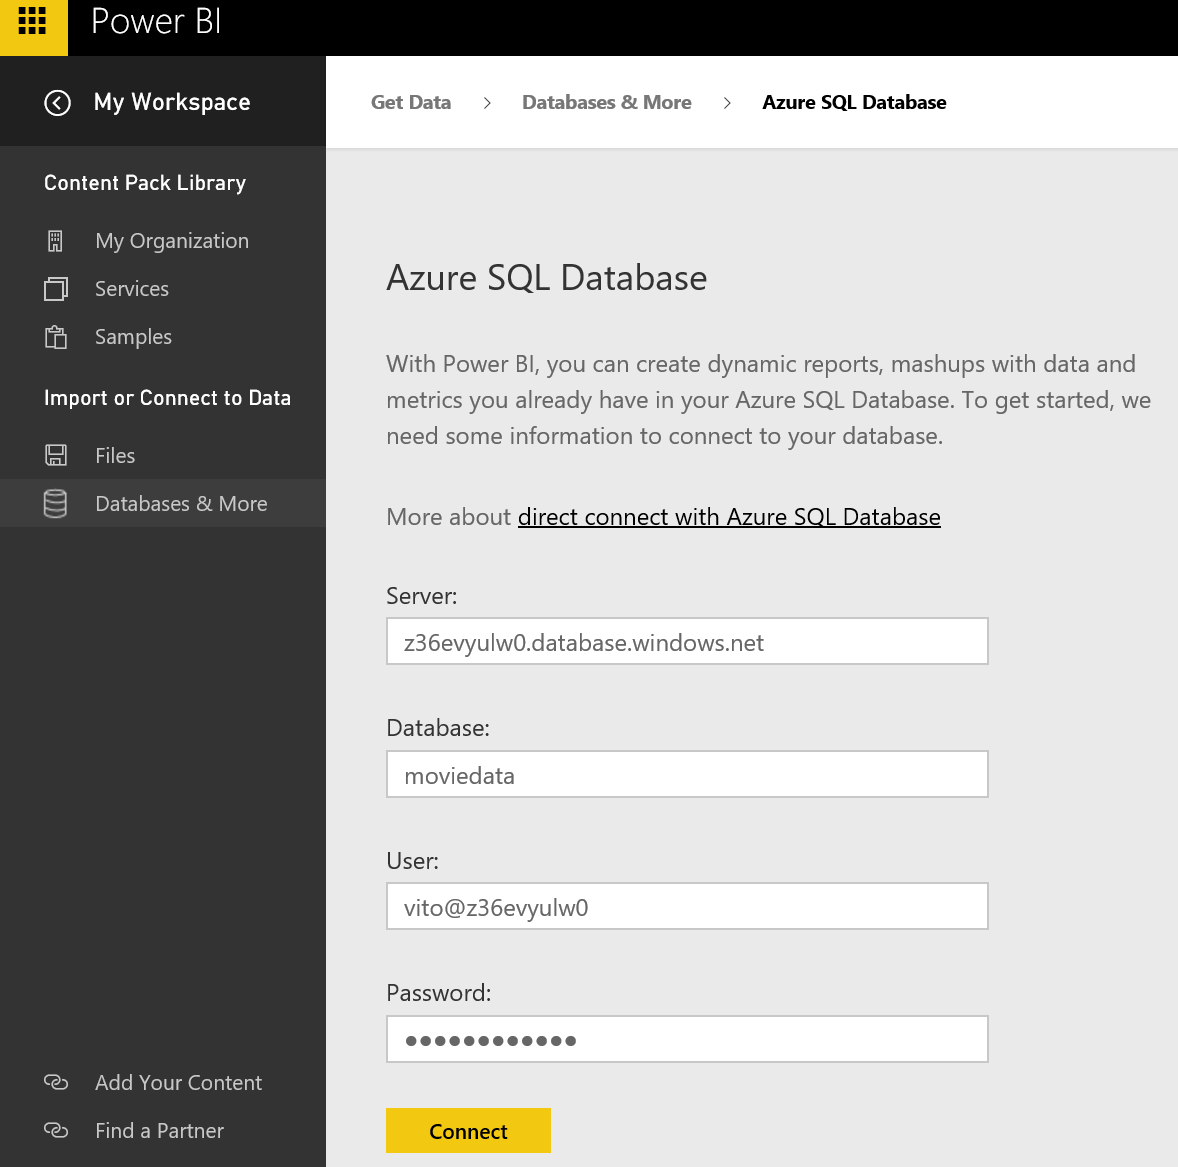 Power BI
My Workspace
Content Pack Library
My Organization
Services
Samples
Import or Connect to Data
Files
Databases & More
Add Your Content
Find a Partner
Get Data > Databases & More > Azure SQL Database
Azure SQL Database
With Power BI, you can create dynamic reports, mashups with data and
metrics you already have in your Azure SQL Database. To get started, we
need some information to connect to your database.
More about direct connect with Azure SQL Database
Server:
z36evyulw0.database.windows.net
Database:
moviedata
User:
vito@z36evyulw0
Password:
●●●●●●●●●●●●
Connect